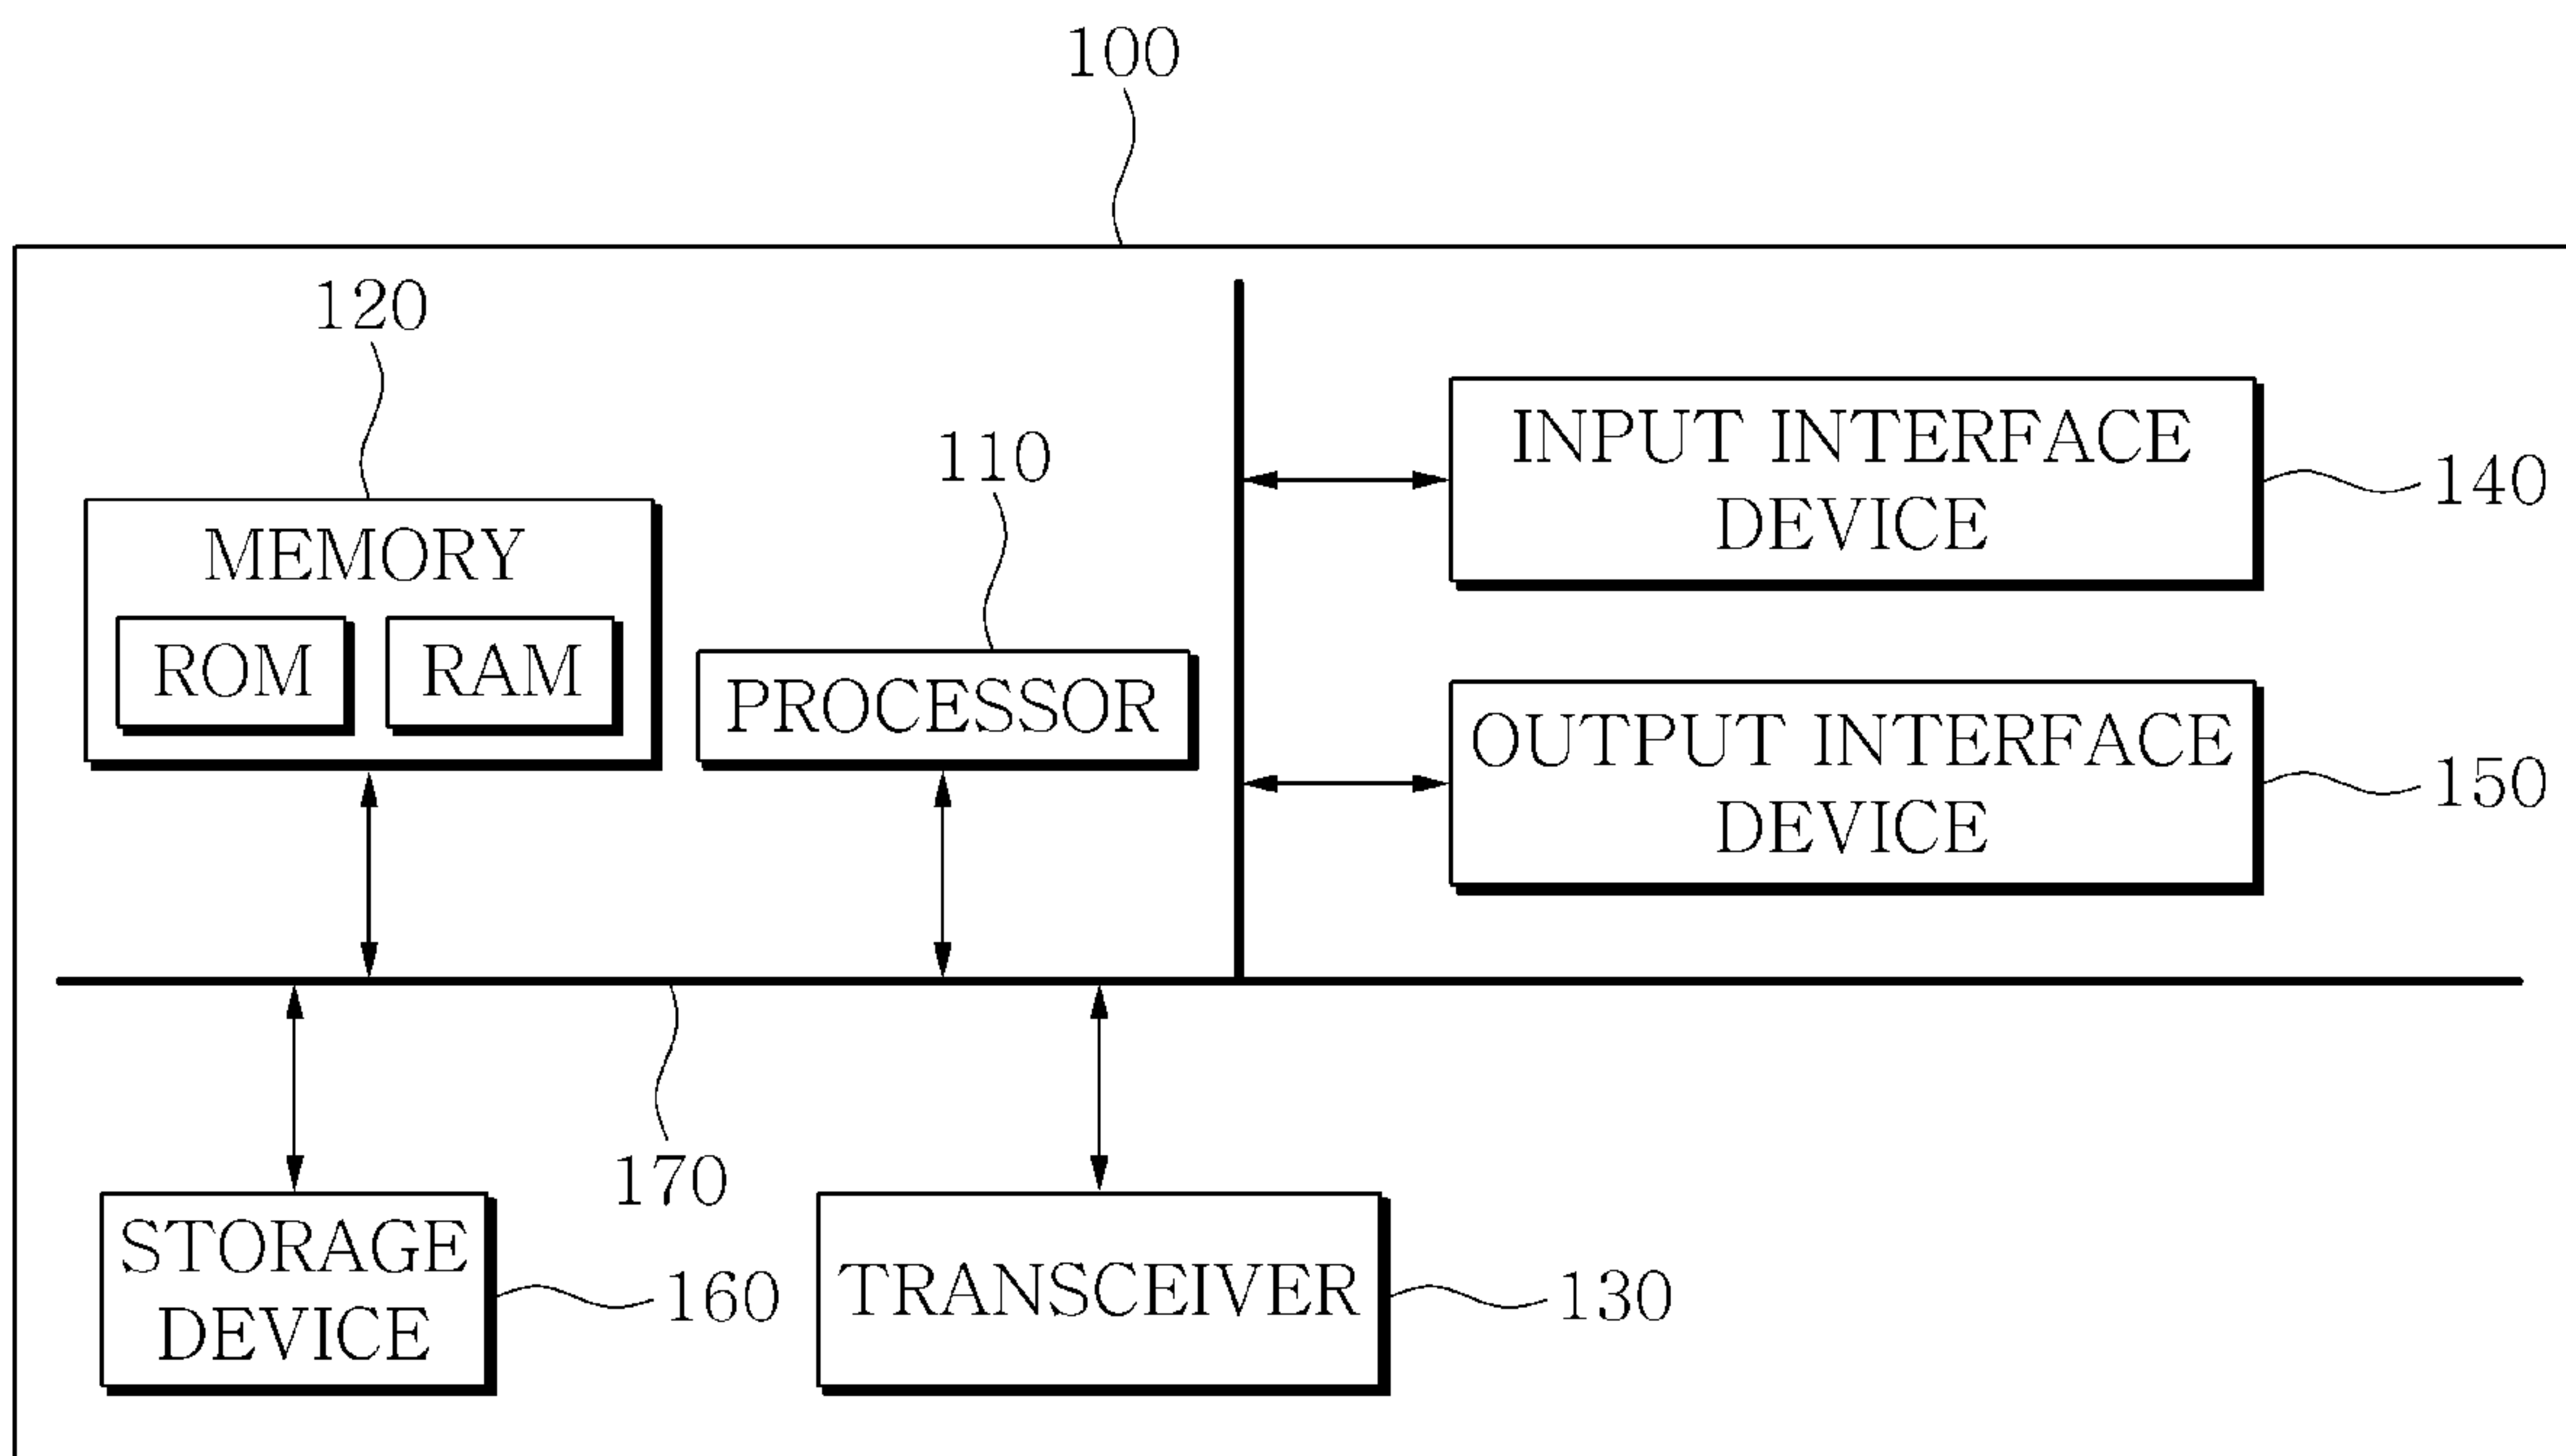 100
120
110
MEMORY
ROM
RAM
PROCESSOR
INPUT INTERFACE
DEVICE
140
OUTPUT INTERFACE
DEVICE
150
170
STORAGE
DEVICE
160
TRANSCEIVER
130